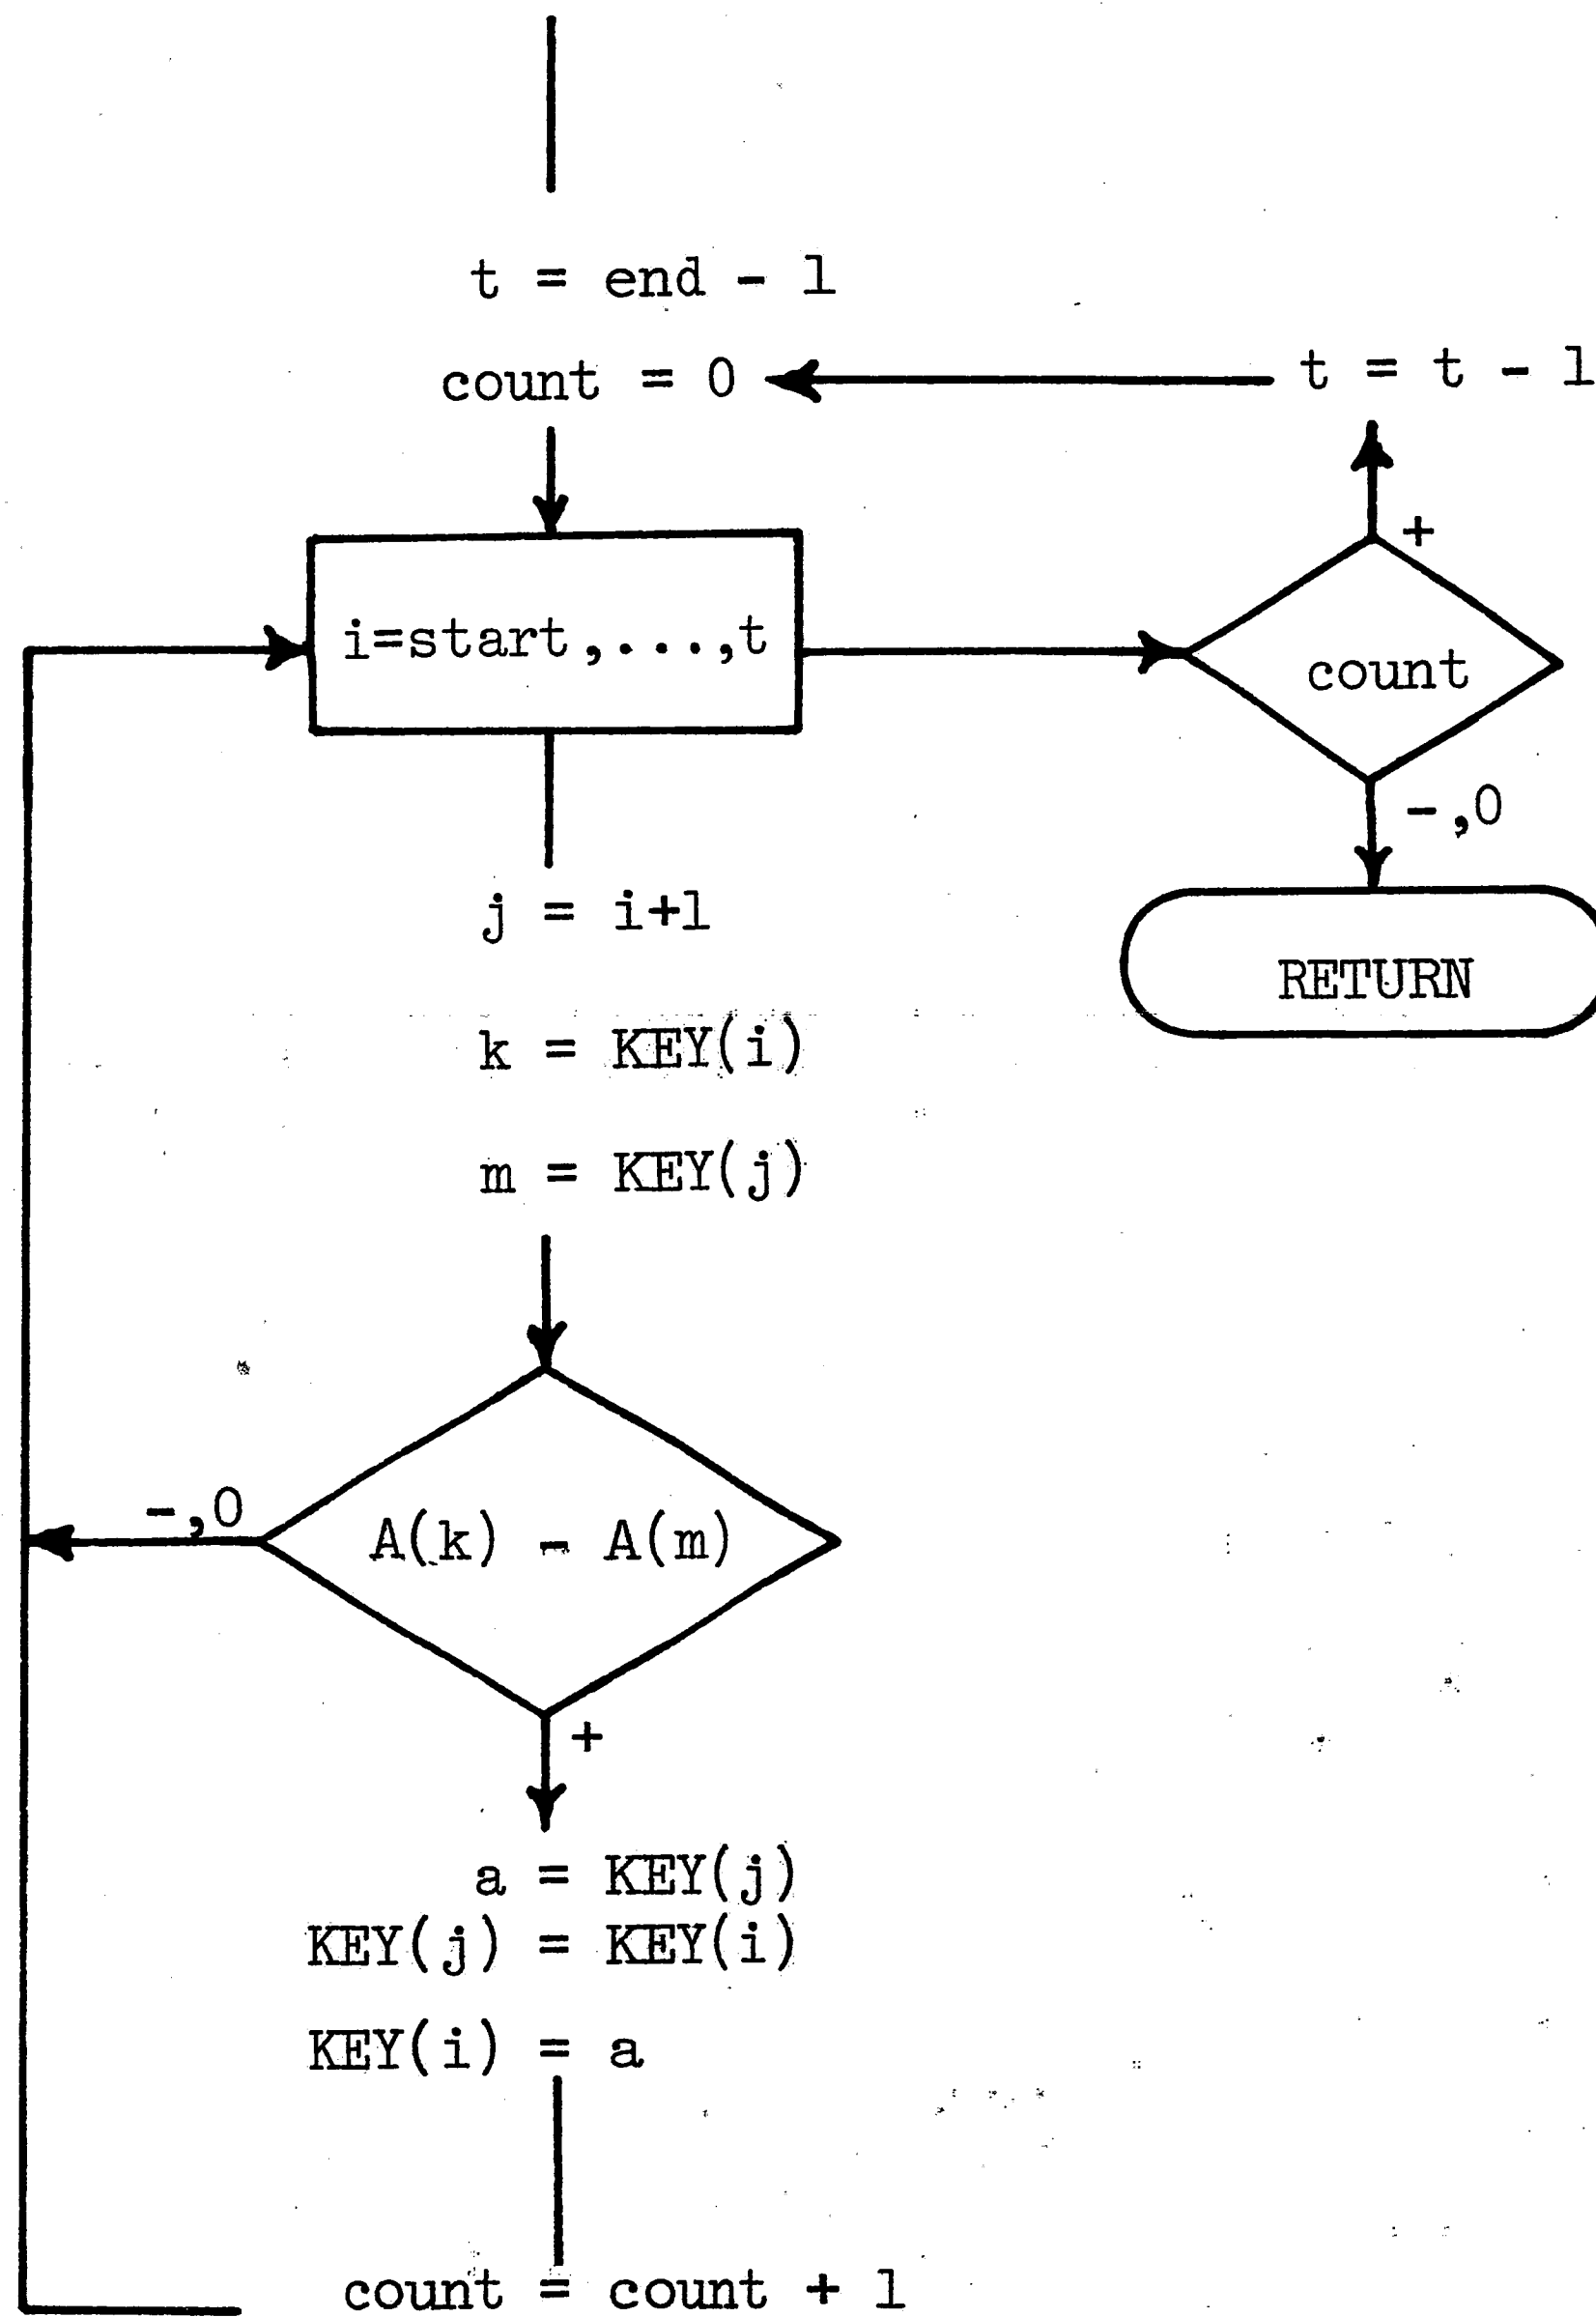 t = end - 1
count = 0
t = t - 1
+
i=start,...,t
count
-,0
RETURN
j = i+1
k = KEY(i)
m = KEY(j)
-,0
A(k) - A(m)
+
a = KEY(j)
KEY(j) = KEY(i)
KEY(i) = a
count = count + 1